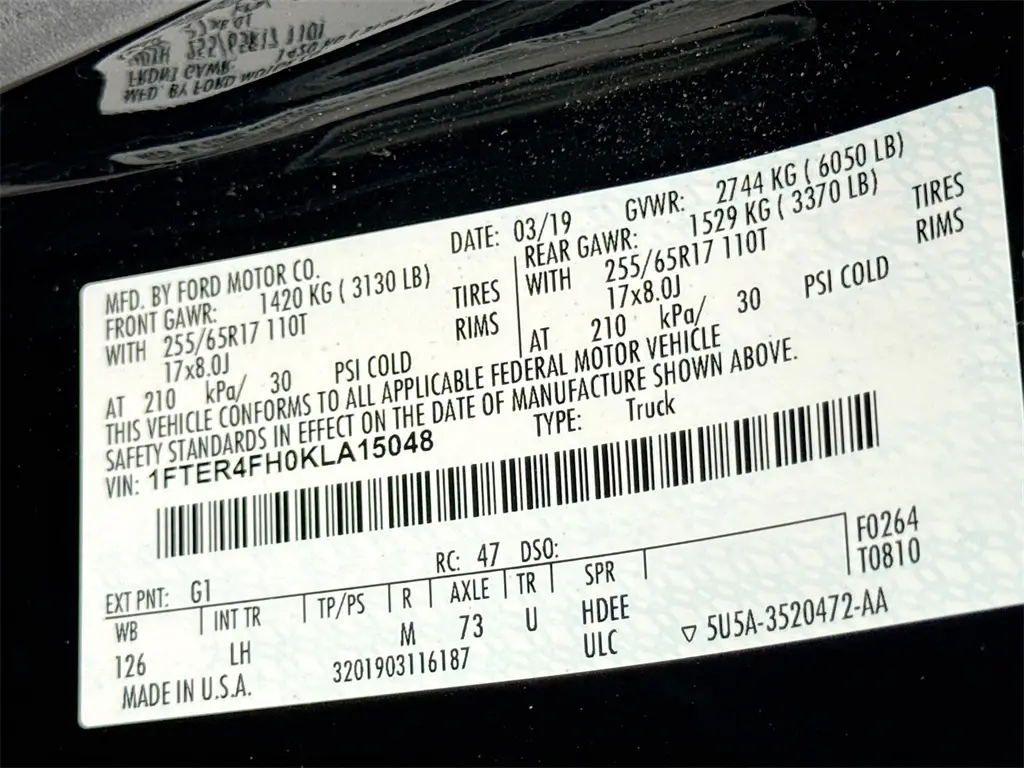 MFD. BY FORD MOTOR CO.
DATE: 03/19
GVWR: 2744 KG ( 6050 LB)
FRONT GAWR: 1420 KG ( 3130 LB)
WITH 255/65R17 110T TIRES
17x8.0J RIMS
AT 210 kPa/ 30 PSI COLD
REAR GAWR: 1529 KG ( 3370 LB)
WITH 255/65R17 110T TIRES
17x8.0J RIMS
AT 210 kPa/ 30 PSI COLD
THIS VEHICLE CONFORMS TO ALL APPLICABLE FEDERAL MOTOR VEHICLE
SAFETY STANDARDS IN EFFECT ON THE DATE OF MANUFACTURE SHOWN ABOVE.
VIN: 1FTER4FH0KLA15048
TYPE: Truck
EXT PNT: G1
RC: 47 DSO:
F0264
T0810
WB INT TR TP/PS R AXLE TR SPR
126 LH M 73 U HDEE
ULC
3201903116187
▽ 5U5A-3520472-AA
MADE IN U.S.A.